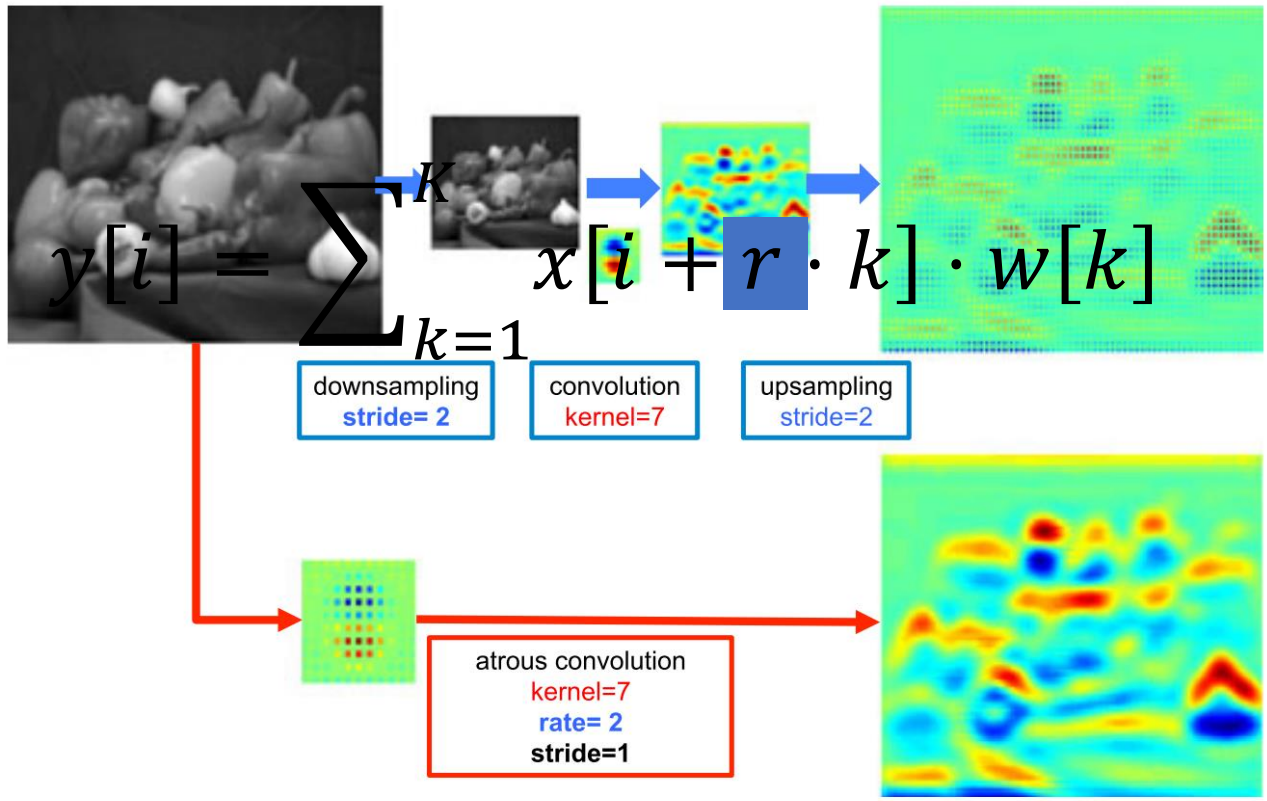 y[i] = ∑_{k=1}^{K} x[i + r · k] · w[k]
downsampling
stride= 2
convolution
kernel=7
upsampling
stride=2
atrous convolution
kernel=7
rate= 2
stride=1